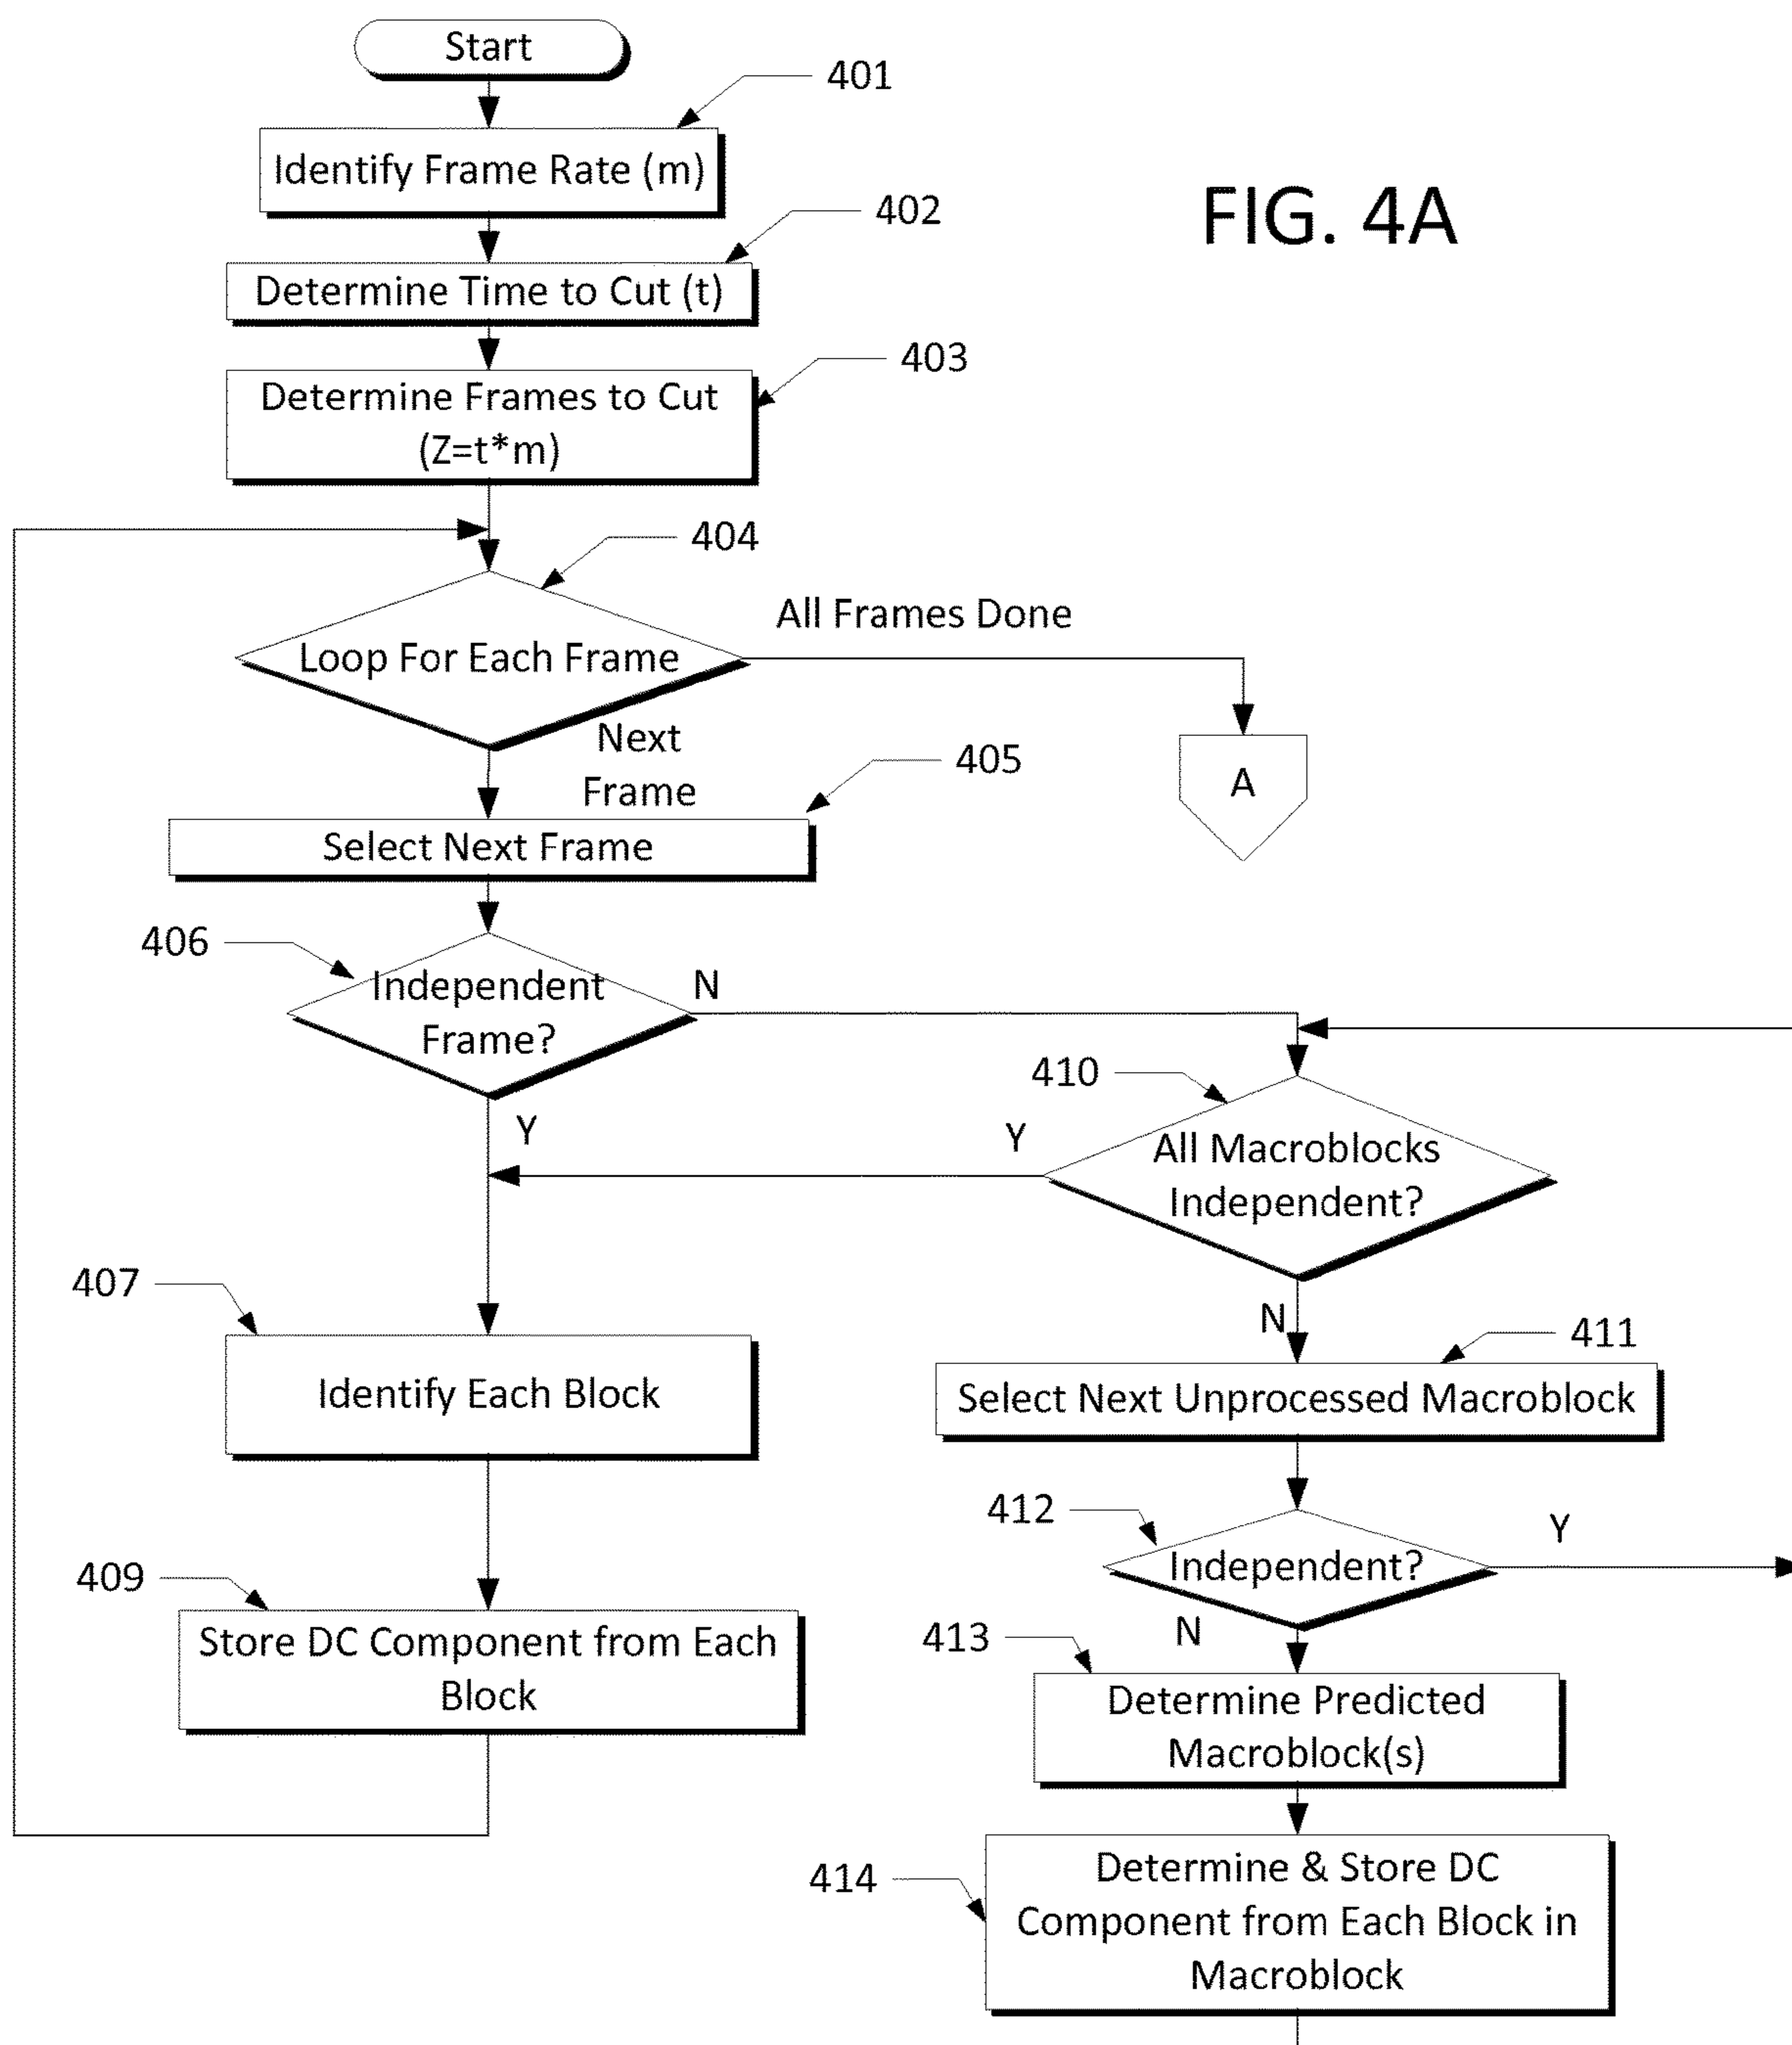 Start
401
Identify Frame Rate (m)
FIG. 4A
402
Determine Time to Cut (t)
403
Determine Frames to Cut
(Z=t*m)
404
All Frames Done
Loop For Each Frame
Next
Frame
405
A
Select Next Frame
406
Independent
Frame?
N
410
Y
Y
All Macroblocks
Independent?
407
N
411
Identify Each Block
Select Next Unprocessed Macroblock
412
Y
Independent?
409
N
413
Store DC Component from Each
Block
Determine Predicted
Macroblock(s)
414
Determine & Store DC
Component from Each Block in
Macroblock